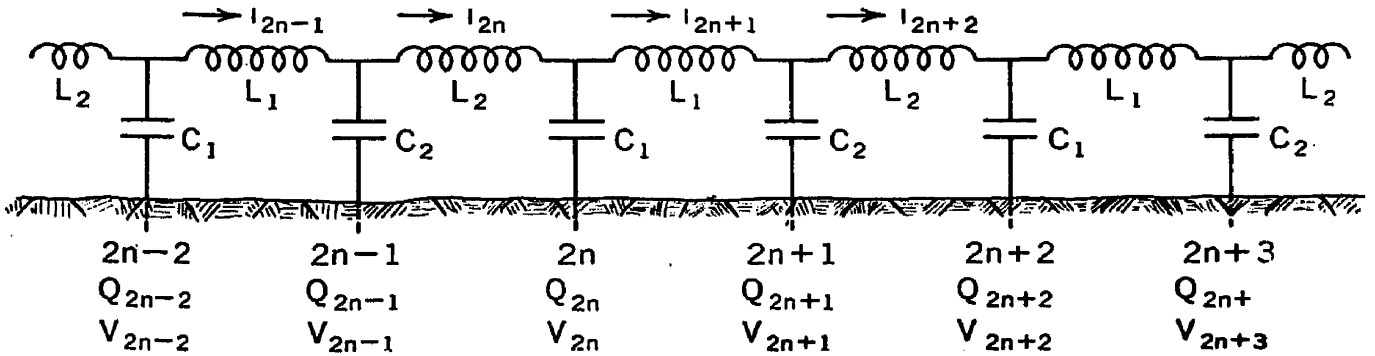 I₂ₙ₋₁ I₂ₙ I₂ₙ₊₁ I₂ₙ₊₂
L₂ L₁ L₂ L₁ L₂ L₁ L₂
C₁ C₂ C₁ C₂ C₁ C₂
2n−2 2n−1 2n 2n+1 2n+2 2n+3
Q₂ₙ₋₂ Q₂ₙ₋₁ Q₂ₙ Q₂ₙ₊₁ Q₂ₙ₊₂ Q₂ₙ₊
V₂ₙ₋₂ V₂ₙ₋₁ V₂ₙ V₂ₙ₊₁ V₂ₙ₊₂ V₂ₙ₊₃